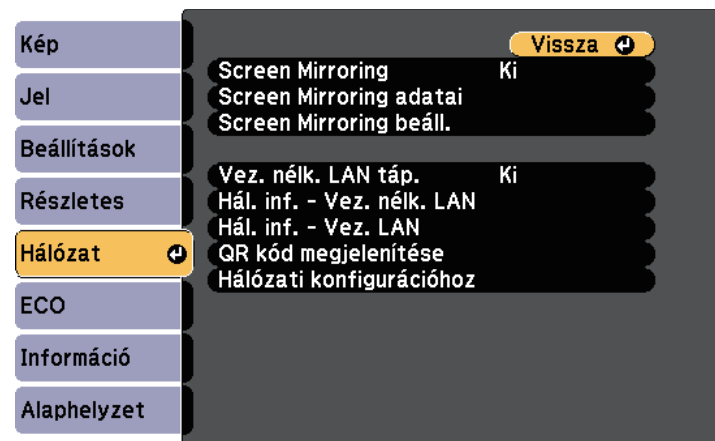 Kép
Jel
Beállítások
Részletes
Hálózat
ECO
Információ
Alaphelyzet
Vissza
Screen Mirroring Ki
Screen Mirroring adatai
Screen Mirroring beáll.
Vez. nélk. LAN táp. Ki
Hál. inf. - Vez. nélk. LAN
Hál. inf. - Vez. LAN
QR kód megjelenítése
Hálózati konfigurációhoz